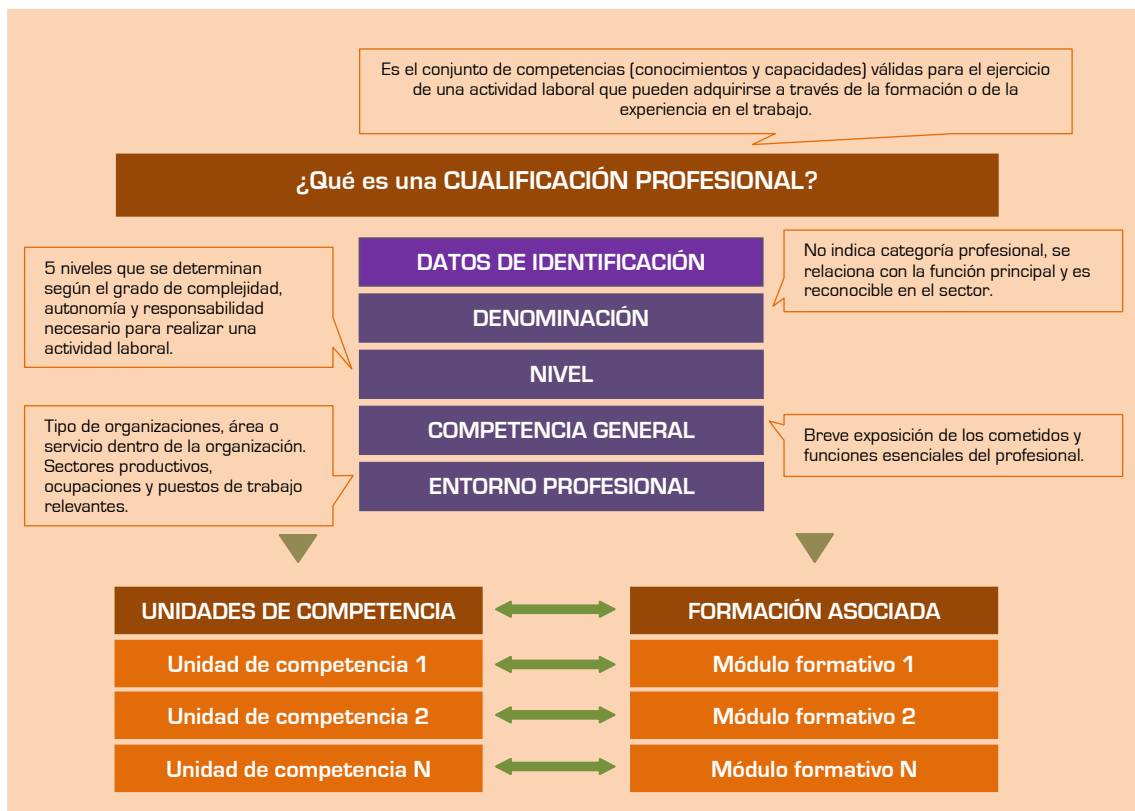 Es el conjunto de competencias (conocimientos y capacidades) válidas para el ejercicio
de una actividad laboral que pueden adquirirse a través de la formación o de la
experiencia en el trabajo.
¿Qué es una CUALIFICACIÓN PROFESIONAL?
5 niveles que se determinan
según el grado de complejidad,
autonomía y responsabilidad
necesario para realizar una
actividad laboral.
DATOS DE IDENTIFICACIÓN
No indica categoría profesional, se
relaciona con la función principal y es
reconocible en el sector.
DENOMINACIÓN
NIVEL
Tipo de organizaciones, área o
servicio dentro de la organización.
Sectores productivos,
ocupaciones y puestos de trabajo
relevantes.
COMPETENCIA GENERAL
Breve exposición de los cometidos y
funciones esenciales del profesional.
ENTORNO PROFESIONAL
UNIDADES DE COMPETENCIA
FORMACIÓN ASOCIADA
Unidad de competencia 1
Módulo formativo 1
Unidad de competencia 2
Módulo formativo 2
Unidad de competencia N
Módulo formativo N